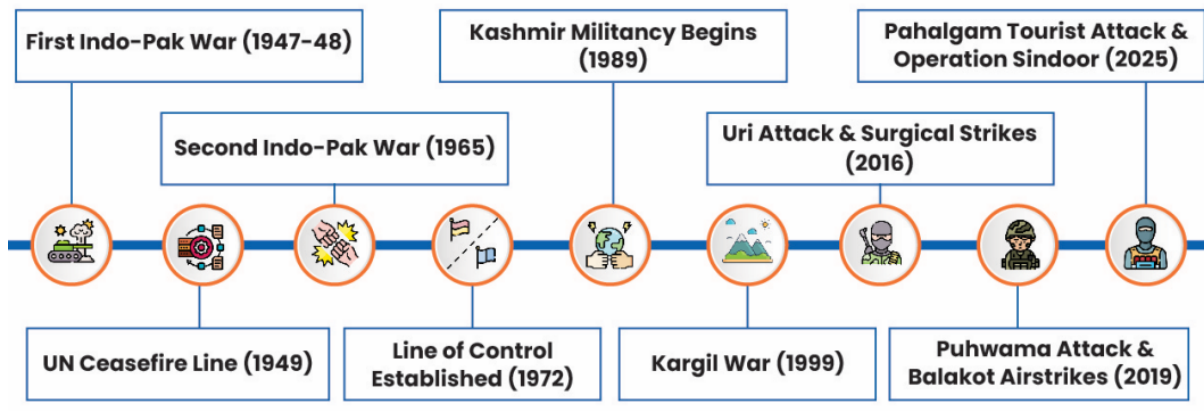 First Indo-Pak War (1947-48)
UN Ceasefire Line (1949)
Second Indo-Pak War (1965)
Line of Control
Established (1972)
Kashmir Militancy Begins
(1989)
Kargil War (1999)
Uri Attack & Surgical Strikes
(2016)
Puhwama Attack &
Balakot Airstrikes (2019)
Pahalgam Tourist Attack &
Operation Sindoor (2025)